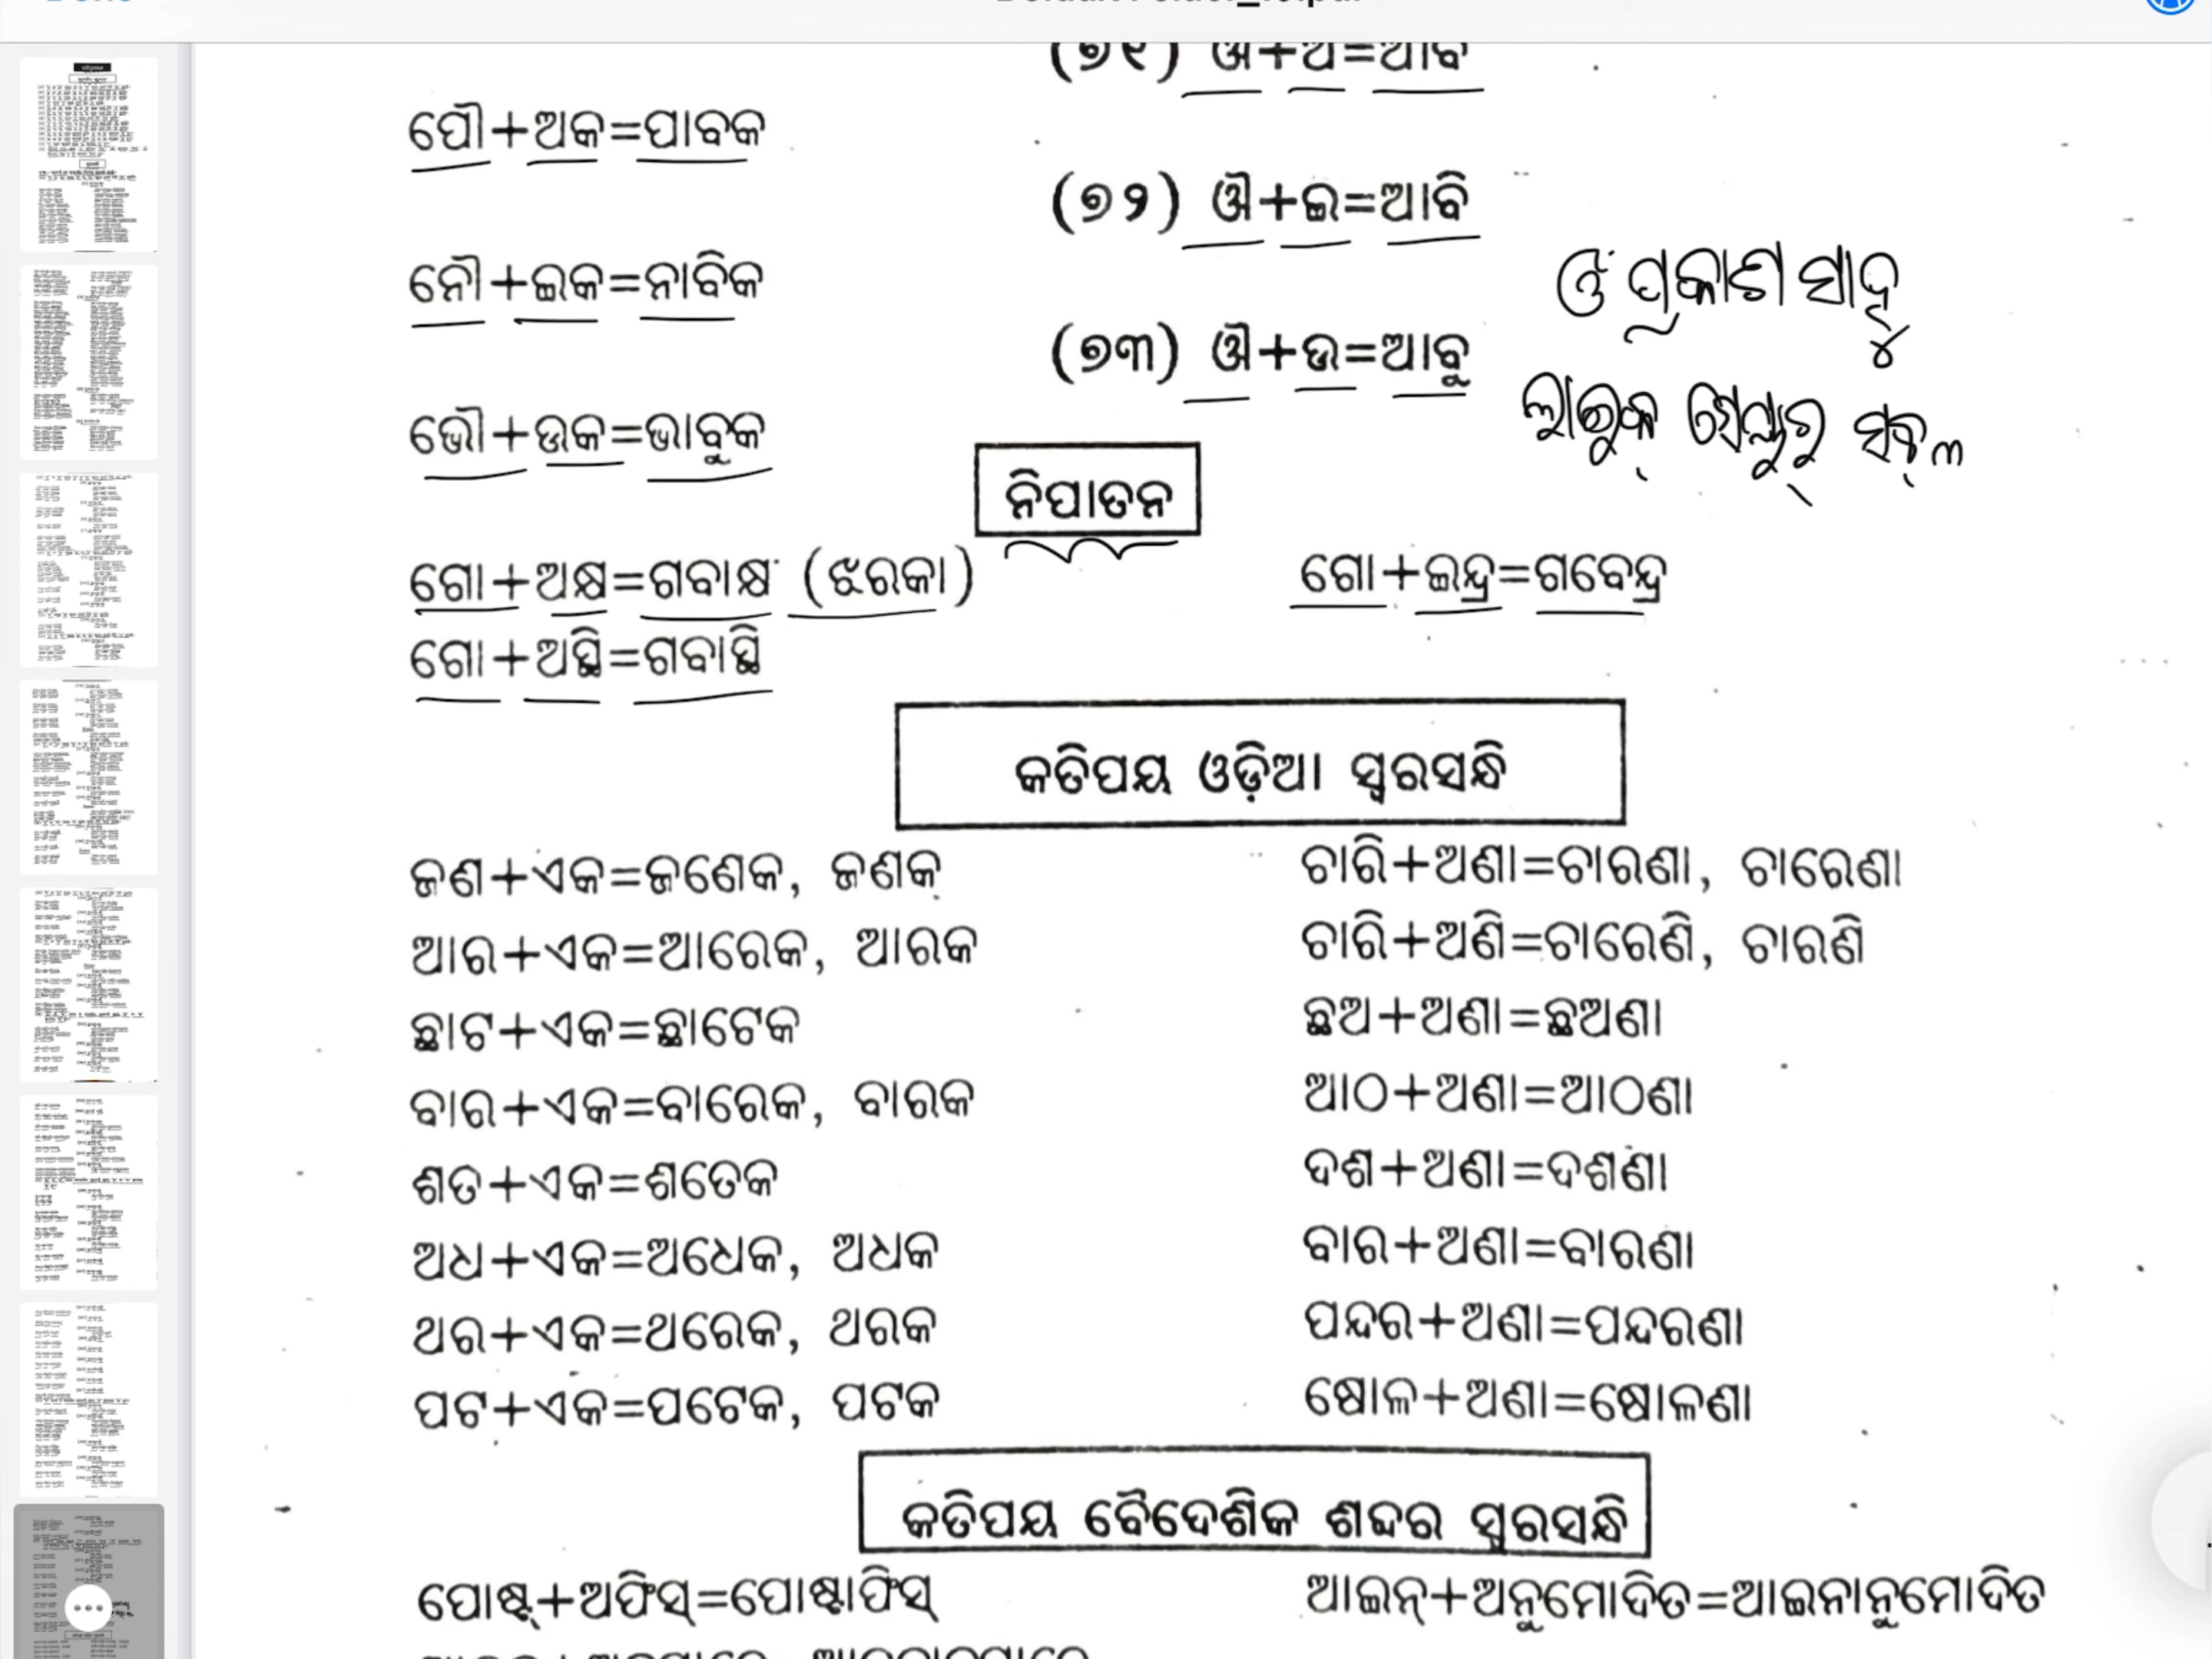 (୭୧) ଔ+ଅ=ଆବ
ପୌ+ଅକ=ପାବକ
(୭୨) ଔ+ଇ=ଆବି
ନୌ+ଇକ=ନାବିକ
ଓଁ ପ୍ରକାଶ ସାହୁ
(୭୩) ଔ+ଉ=ଆବୁ
ଭୌ+ଉକ=ଭାବୁକ
ନିପାତନ
ଗୋ+ଅକ୍ଷ=ଗବାକ୍ଷ (ଝରକା) ଗୋ+ଇନ୍ଦ୍ର=ଗବେନ୍ଦ୍ର
ଗୋ+ଅସ୍ଥି=ଗବାସ୍ଥି
କତିପୟ ଓଡ଼ିଆ ସ୍ୱରସନ୍ଧି
ଜଣ+ଏକ=ଜଣେକ, ଜଣକ ଚାରି+ଅଣା=ଚାରଣା, ଚାରେଣା
ଆର+ଏକ=ଆରେକ, ଆରକ ଚାରି+ଅଣି=ଚାରେଣି, ଚାରଣି
ଛାଟ+ଏକ=ଛାଟେକ ଛଅ+ଅଣା=ଛଅଣା
ବାର+ଏକ=ବାରେକ, ବାରକ ଆଠ+ଅଣା=ଆଠଣା
ଶତ+ଏକ=ଶତେକ ଦଶ+ଅଣା=ଦଶଣା
ଅଧ+ଏକ=ଅଧେକ, ଅଧକ ବାର+ଅଣା=ବାରଣା
ଥର+ଏକ=ଥରେକ, ଥରକ ପନ୍ଦର+ଅଣା=ପନ୍ଦରଣା
ପଟ+ଏକ=ପଟେକ, ପଟକ ଷୋଳ+ଅଣା=ଷୋଳଣା
କତିପୟ ବୈଦେଶିକ ଶବ୍ଦର ସ୍ୱରସନ୍ଧି
ପୋଷ୍ଟ୍+ଅଫିସ୍=ପୋଷ୍ଟାଫିସ୍ ଆଇନ୍+ଅନୁମୋଦିତ=ଆଇନାନୁମୋଦିତ